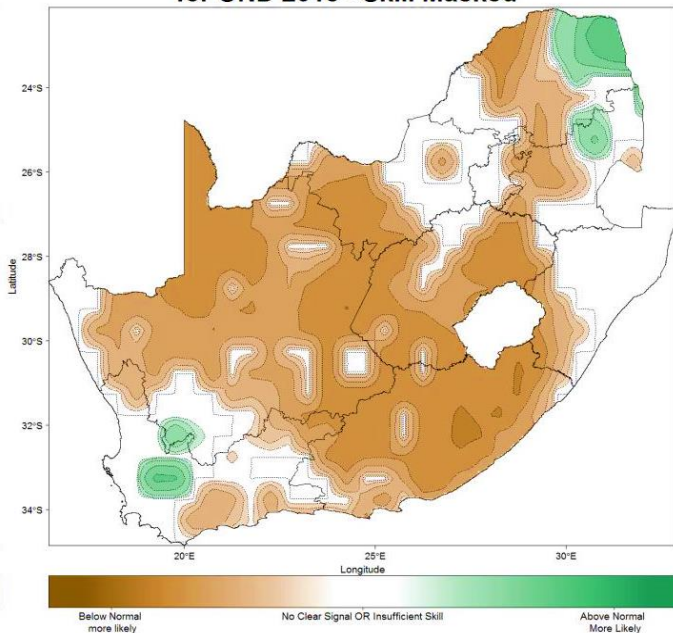 for OND - Skill Masked
24°S
26°S
28°S
30°S
32°S
34°S
Latitude
20°E 25°E 30°E
Longitude
Below Normal
more likely
No Clear Signal OR Insufficient Skill
Above Normal
More Likely